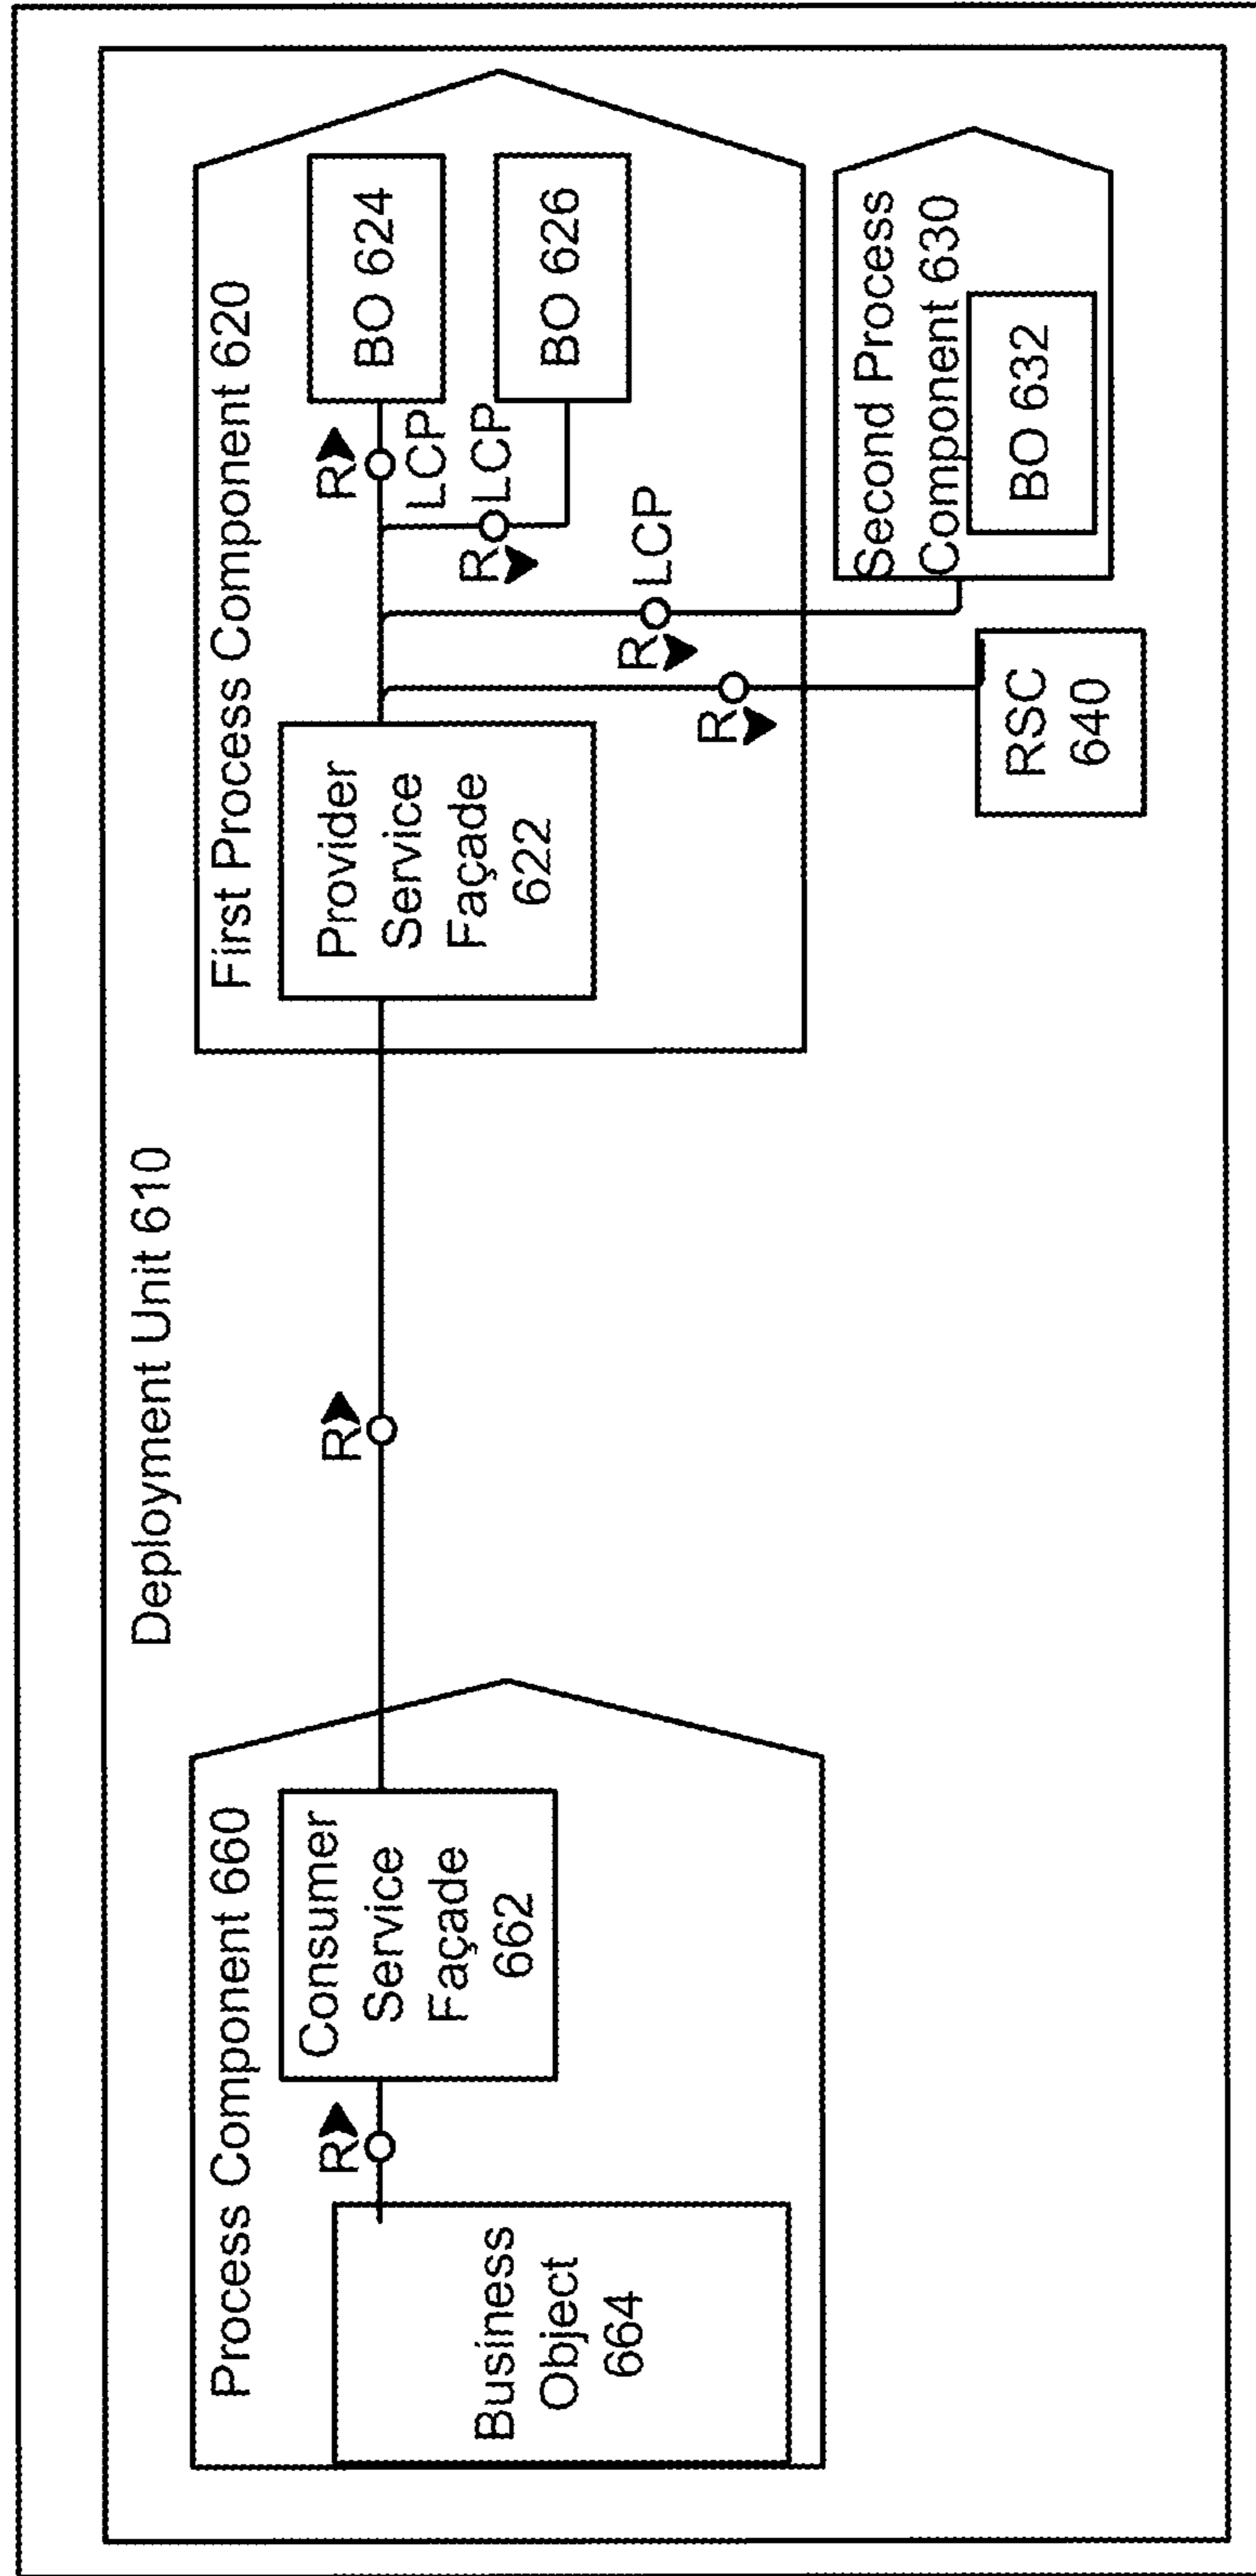 Deployment Unit 610
Process Component 660
Business
Object
664
R
Consumer
Service
Façade
662
R
First Process Component 620
Provider
Service
Façade
622
R
LCP
BO 624
R
LCP
BO 626
R
LCP
R
Second Process
Component 630
BO 632
RSC
640